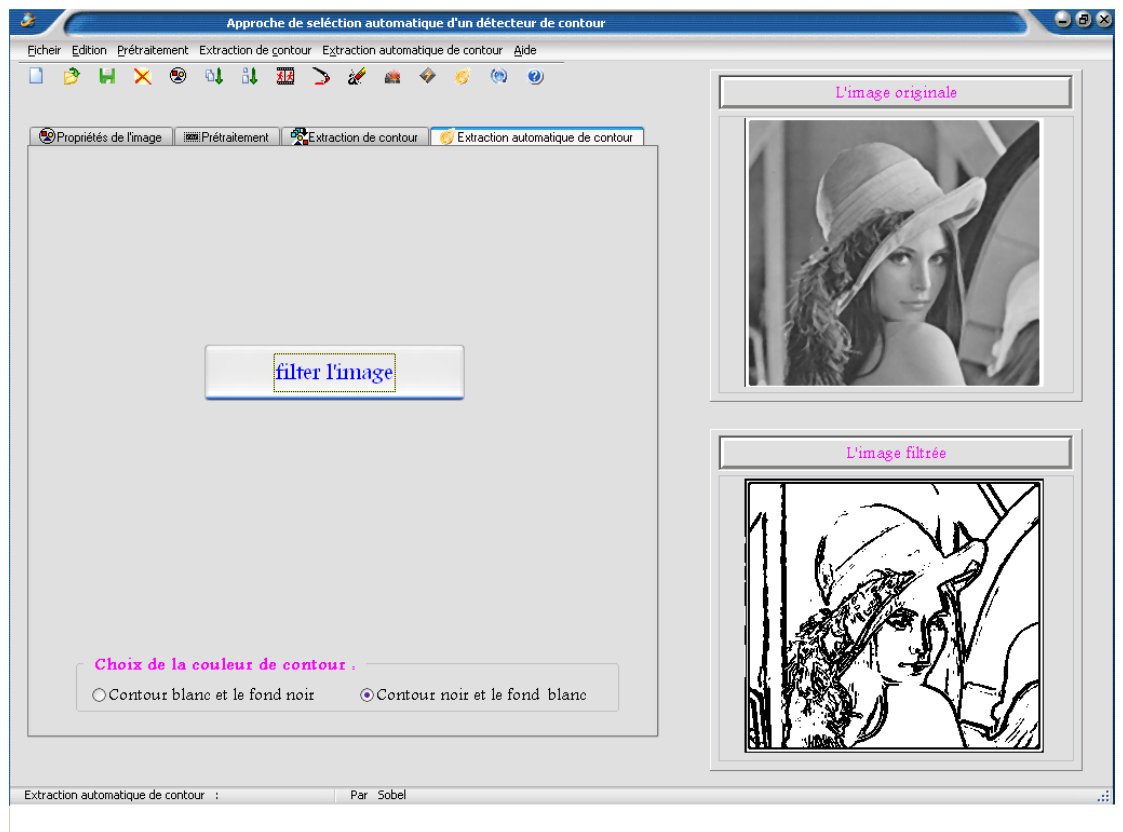 Approche de seléction automatique d'un détecteur de contour
Ficheir Edition Prétraitement Extraction de contour Extraction automatique de contour Aide
L'image originale
Propriétés de l'image Prétraitement Extraction de contour Extraction automatique de contour
filter l'image
L'image filtrée
Choix de la couleur de contour :
Contour blanc et le fond noir Contour noir et le fond blanc
Extraction automatique de contour : Par Sobel